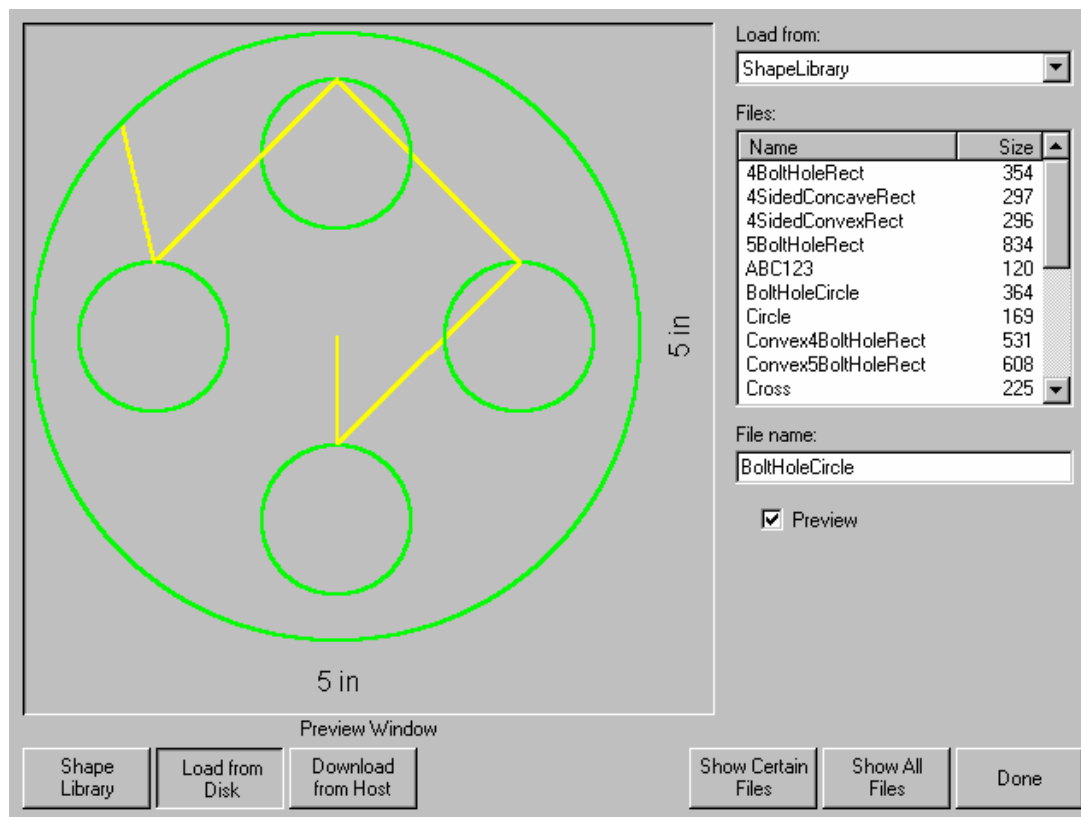 Load from:
ShapeLibrary
Files:
Name Size
4BoltHoleRect 354
4SidedConcaveRect 297
4SidedConvexRect 296
5BoltHoleRect 834
ABC123 120
BoltHoleCircle 364
Circle 169
Convex4BoltHoleRect 531
Convex5BoltHoleRect 608
Cross 225
File name:
BoltHoleCircle
Preview
5 in
5 in
Preview Window
Shape
Library
Load from
Disk
Download
from Host
Show Certain
Files
Show All
Files
Done